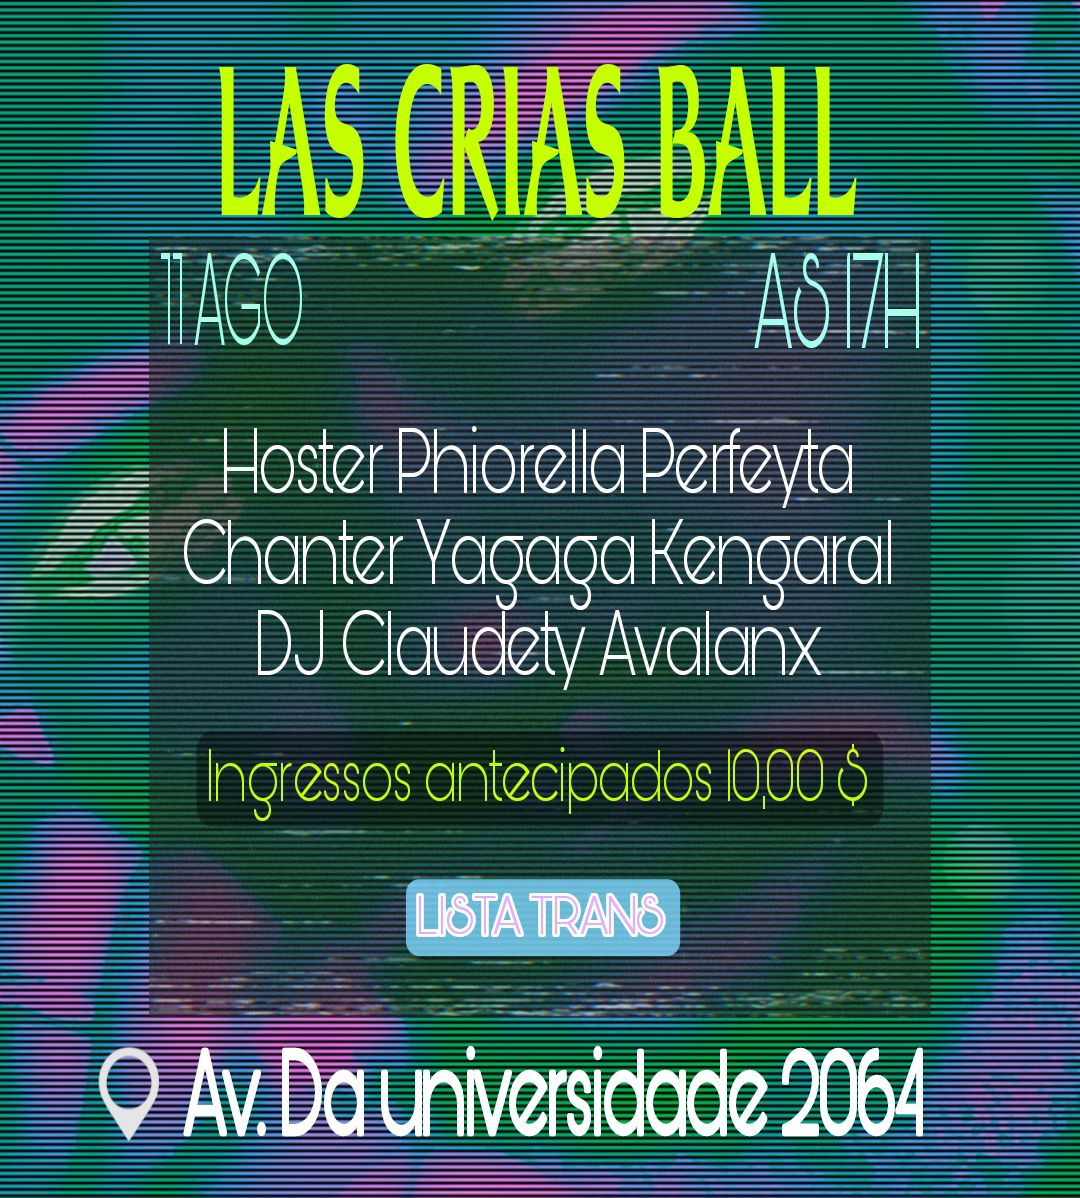 LAS CRIAS BALL
11 AGO
AS 17H
Hoster Phiorella Perfeyta
Chanter Yagaga Kengaral
DJ Claudety Avalanx
Ingressos antecipados 10,00 $
LISTA TRANS
Av. Da universidade 2064